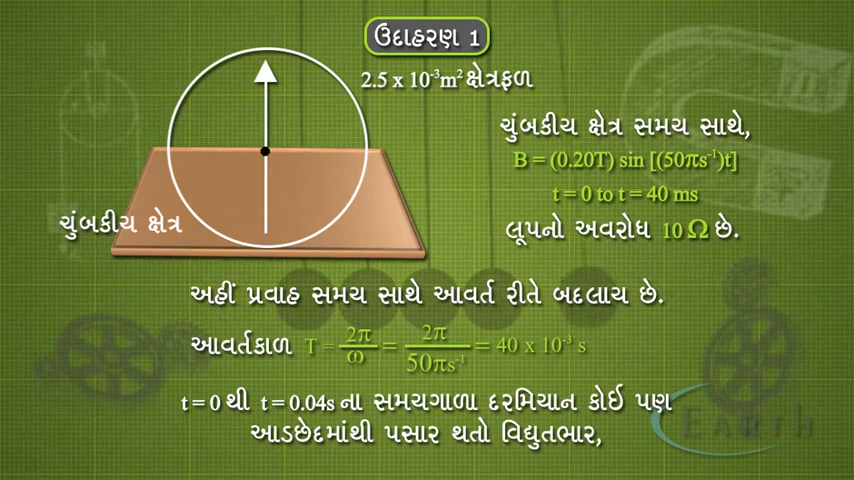 ઉદાહરણ 1
2.5 x 10⁻³m² ક્ષેત્રફળ
ચુંબકીય ક્ષેત્ર સમય સાથે,
B = (0.20T) sin [(50πs⁻¹)t]
t = 0 to t = 40 ms
ચુંબકીય ક્ષેત્ર
લૂપનો અવરોધ 10 Ω છે.
અહીં પ્રવાહ સમય સાથે આવર્ત રીતે બદલાય છે.
આવર્તકાળ T = 2π/ω = 2π/50πs⁻¹ = 40 x 10⁻³ s
t = 0 થી t = 0.04s ના સમયગાળા દરમિયાન કોઈ પણ
આડછેદમાંથી પસાર થતો વિદ્યુતભાર,
EARTH